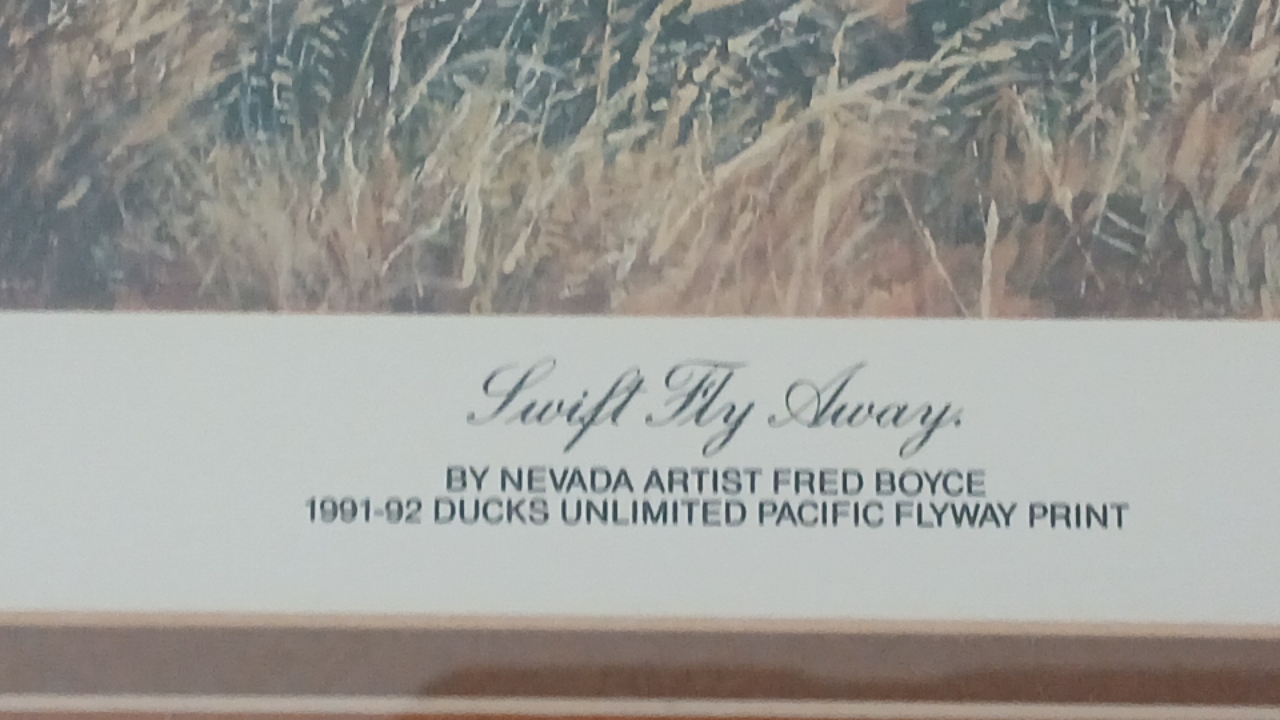 Swift Fly Away.
BY NEVADA ARTIST FRED BOYCE
1991-92 DUCKS UNLIMITED PACIFIC FLYWAY PRINT